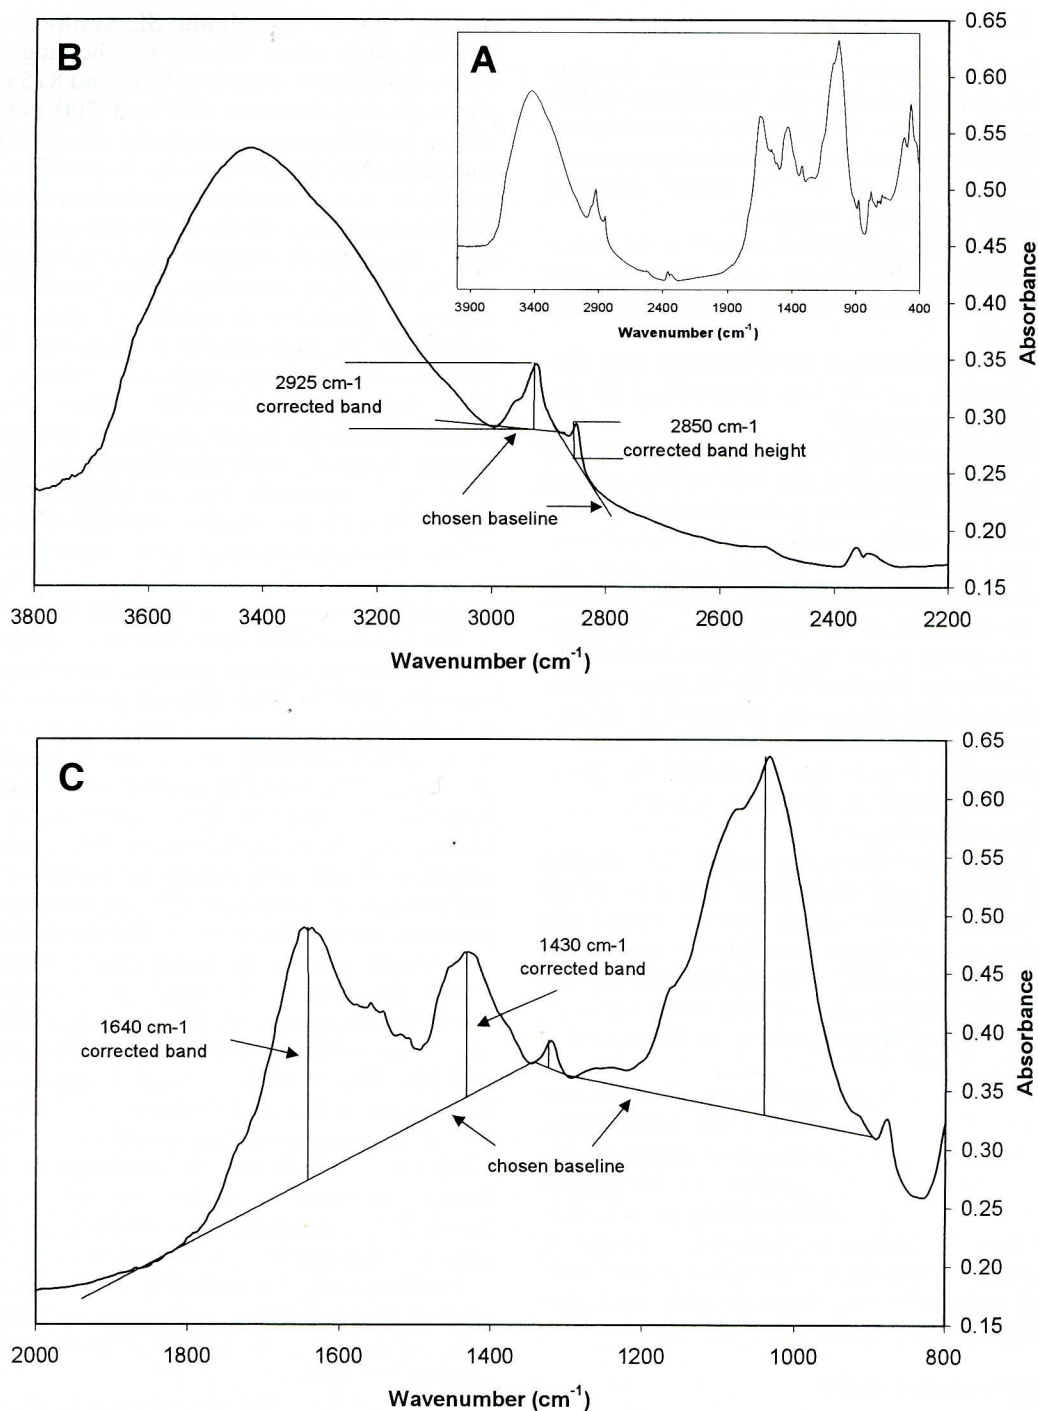 B
A
3900 3400 2900 2400 1900 1400 900 400
Wavenumber (cm-1)
0.65
0.60
0.55
0.50
0.45
0.40
0.35
0.30
0.25
0.20
0.15
Absorbance
2925 cm-1
corrected band
2850 cm-1
corrected band height
chosen baseline
3800 3600 3400 3200 3000 2800 2600 2400 2200
Wavenumber (cm-1)
C
0.65
0.60
0.55
0.50
0.45
0.40
0.35
0.30
0.25
0.20
0.15
Absorbance
1430 cm-1
corrected band
1640 cm-1
corrected band
chosen baseline
2000 1800 1600 1400 1200 1000 800
Wavenumber (cm-1)